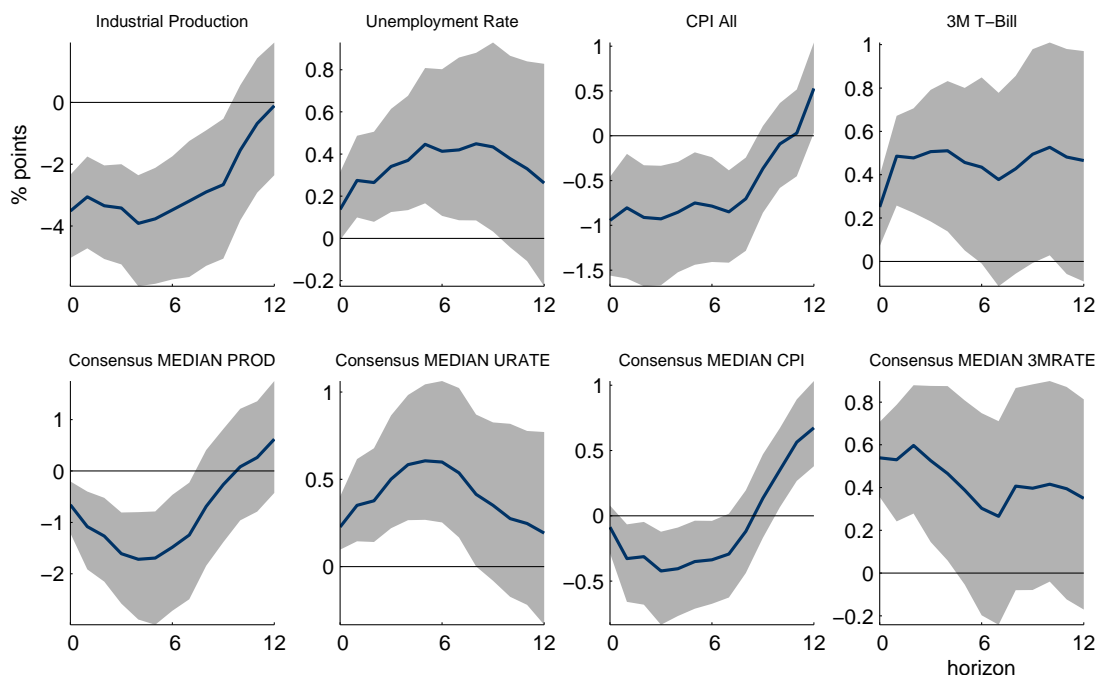 Industrial Production
Unemployment Rate
CPI All
3M T−Bill
% points
0
−2
−4
0 6 12
0.8
0.6
0.4
0.2
0
−0.2
0 6 12
1
0.5
0
−0.5
−1
−1.5
0 6 12
1
0.8
0.6
0.4
0.2
0
0 6 12
Consensus MEDIAN PROD
Consensus MEDIAN URATE
Consensus MEDIAN CPI
Consensus MEDIAN 3MRATE
1
0
−1
−2
0 6 12
1
0.5
0
0 6 12
1
0.5
0
−0.5
0 6 12
0.8
0.6
0.4
0.2
0
−0.2
0 6 12
horizon